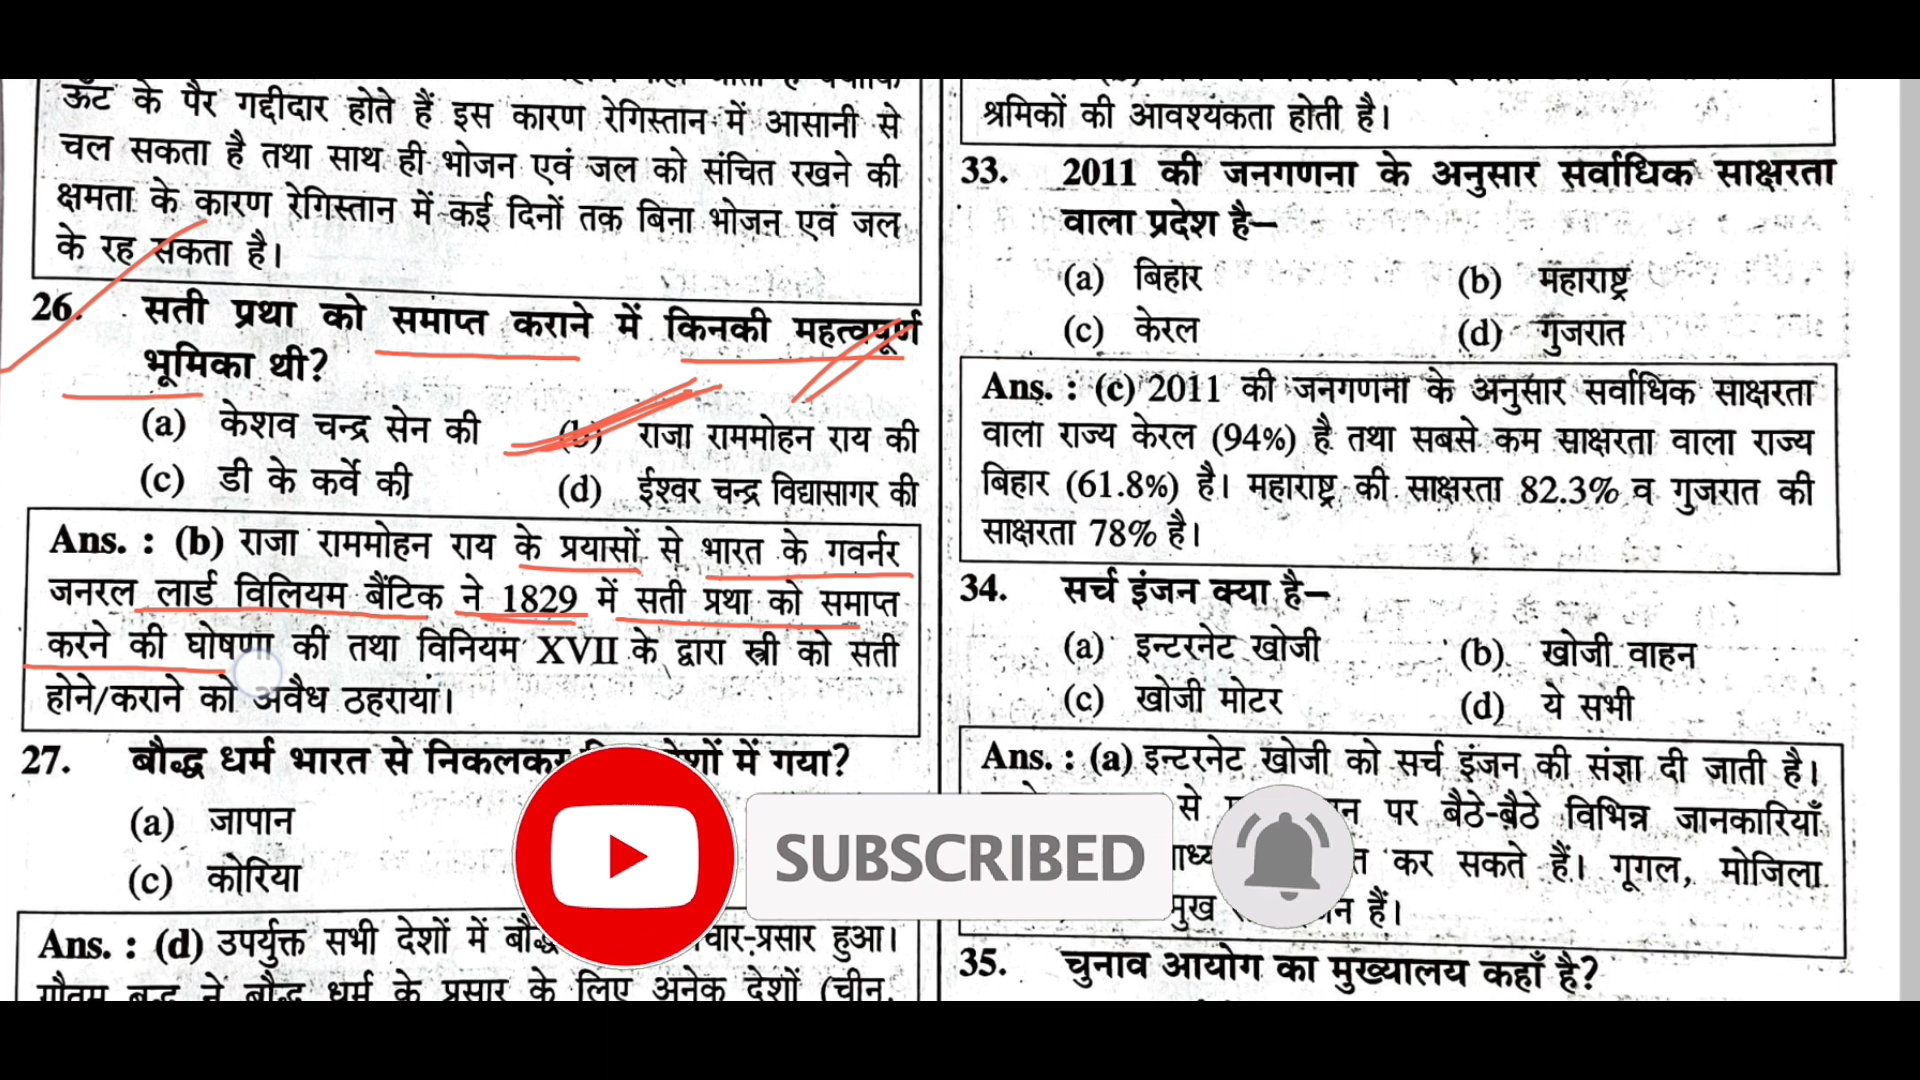 ऊँट के पैर गद्दीदार होते हैं इस कारण रेगिस्तान में आसानी से
चल सकता है तथा साथ ही भोजन एवं जल को संचित रखने की
क्षमता के कारण रेगिस्तान में कई दिनों तक बिना भोजन एवं जल
के रह सकता है।
26. सती प्रथा को समाप्त कराने में किनकी महत्वपूर्ण
भूमिका थी?
(a) केशव चन्द्र सेन की (b) राजा राममोहन राय की
(c) डी के कर्वे की (d) ईश्वर चन्द्र विद्यासागर की
Ans. : (b) राजा राममोहन राय के प्रयासों से भारत के गवर्नर
जनरल लार्ड विलियम बैंटिक ने 1829 में सती प्रथा को समाप्त
करने की घोषणा की तथा विनियम XVII के द्वारा स्त्री को सती
होने/कराने को अवैध ठहराया।
27. बौद्ध धर्म भारत से निकलकर में गया?
(a) जापान
(c) कोरिया
Ans. : (d) उपर्युक्त सभी देशों में प्रसार हुआ।
गौतम बुद्ध ने बौद्ध धर्म के प्रसार के लिए अनेक देशों (चीन,
श्रमिकों की आवश्यकता होती है।
33. 2011 की जनगणना के अनुसार सर्वाधिक साक्षरता
वाला प्रदेश है–
(a) बिहार (b) महाराष्ट्र
(c) केरल (d) गुजरात
Ans. : (c) 2011 की जनगणना के अनुसार सर्वाधिक साक्षरता
वाला राज्य केरल (94%) है तथा सबसे कम साक्षरता वाला राज्य
बिहार (61.8%) है। महाराष्ट्र की साक्षरता 82.3% व गुजरात की
साक्षरता 78% है।
34. सर्च इंजन क्या है–
(a) इन्टरनेट खोजी (b) खोजी वाहन
(c) खोजी मोटर (d) ये सभी
Ans. : (a) इन्टरनेट खोजी को सर्च इंजन की संज्ञा दी जाती है।
से पर बैठे-बैठे विभिन्न जानकारियाँ
कर सकते हैं। गूगल, मोजिला
हैं।
35. चुनाव आयोग का मुख्यालय कहाँ है?
SUBSCRIBED